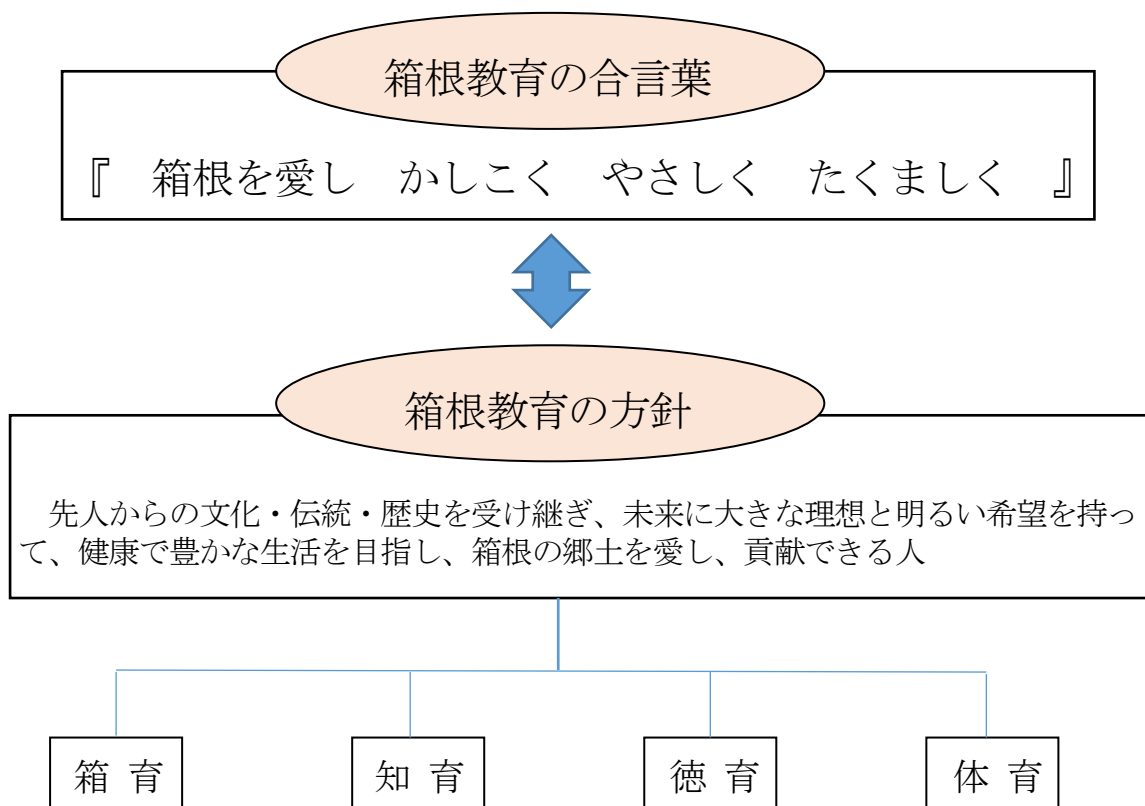 箱根教育の合言葉
『　箱根を愛し　かしこく　やさしく　たくましく　』
箱根教育の方針
　先人からの文化・伝統・歴史を受け継ぎ、未来に大きな理想と明るい希望を持っ
て、健康で豊かな生活を目指し、箱根の郷土を愛し、貢献できる人
箱 育
知 育
徳 育
体 育